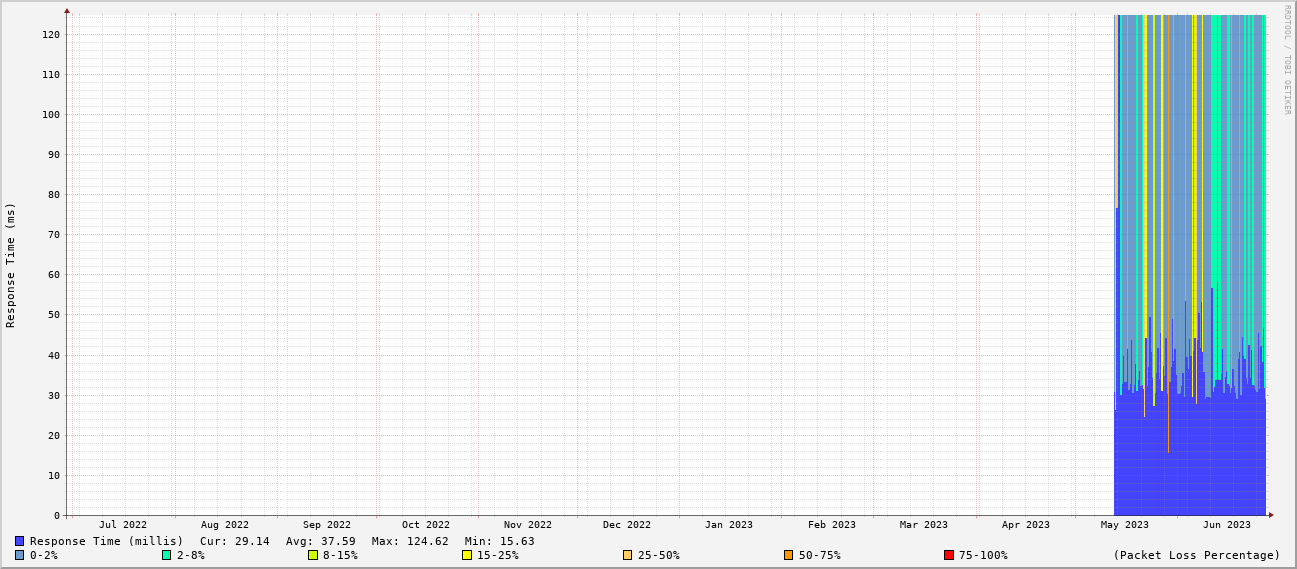 RRDTOOL / TOBI OETIKER
Response Time (ms)
120
110
100
90
80
70
60
50
40
30
20
10
0
Jul 2022 Aug 2022 Sep 2022 Oct 2022 Nov 2022 Dec 2022 Jan 2023 Feb 2023 Mar 2023 Apr 2023 May 2023 Jun 2023
Response Time (millis) Cur: 29.14 Avg: 37.59 Max: 124.62 Min: 15.63
0-2% 2-8% 8-15% 15-25% 25-50% 50-75% 75-100% (Packet Loss Percentage)